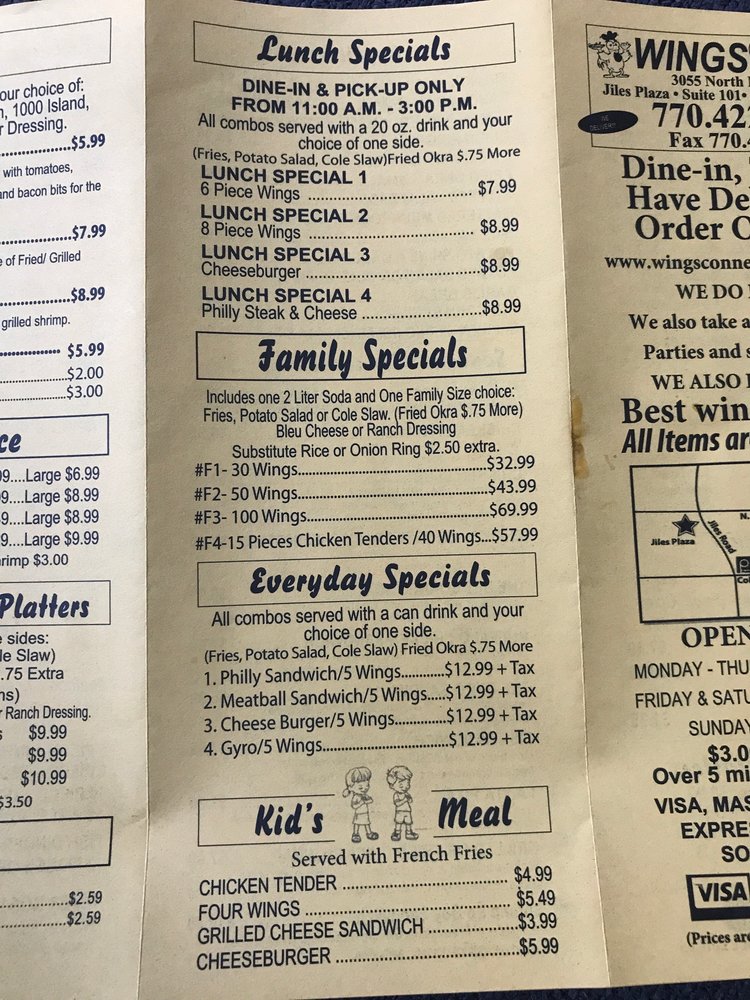 our choice of:
1000 Island,
Dressing.
$5.99
with tomatoes,
and bacon bits for the
$7.99
e of Fried/ Grilled
$8.99
grilled shrimp.
$5.99
$2.00
$3.00
Large $6.99
Large $8.99
Large $8.99
Large $9.99
$3.00
Platters
sides:
Slaw)
.75 Extra
Ranch Dressing.
$9.99
$9.99
$10.99
$3.50
$2.59
$2.59
Lunch Specials
DINE-IN & PICK-UP ONLY
FROM 11:00 A.M. - 3:00 P.M.
All combos served with a 20 oz. drink and your
choice of one side.
(Fries, Potato Salad, Cole Slaw)Fried Okra $.75 More
LUNCH SPECIAL 1
6 Piece Wings ........ $7.99
LUNCH SPECIAL 2
8 Piece Wings ........ $8.99
LUNCH SPECIAL 3
Cheeseburger ........$8.99
LUNCH SPECIAL 4
Philly Steak & Cheese ........$8.99
Family Specials
Includes one 2 Liter Soda and One Family Size choice:
Fries, Potato Salad or Cole Slaw. (Fried Okra $.75 More)
Bleu Cheese or Ranch Dressing
Substitute Rice or Onion Ring $2.50 extra.
#F1- 30 Wings........$32.99
#F2- 50 Wings........$43.99
#F3- 100 Wings........$69.99
#F4-15 Pieces Chicken Tenders /40 Wings...$57.99
Everyday Specials
All combos served with a can drink and your
choice of one side.
(Fries, Potato Salad, Cole Slaw) Fried Okra $.75 More
1. Philly Sandwich/5 Wings........$12.99 + Tax
2. Meatball Sandwich/5 Wings.....$12.99 + Tax
3. Cheese Burger/5 Wings........$12.99 + Tax
4. Gyro/5 Wings........$12.99 + Tax
Kid's Meal
Served with French Fries
CHICKEN TENDER ........ $4.99
FOUR WINGS ........ $5.49
GRILLED CHEESE SANDWICH ........$3.99
CHEESEBURGER ........$5.99
WINGS
3055 North
Jiles Plaza • Suite 101•
WE DELIVER!!
770.42
Fax 770.
Dine-in,
Have De
Order O
www.wingsconne
WE DO
We also take a
Parties and s
WE ALSO
Best win
All Items ar
N.
Jiles Plaza
Jiles Road
OPEN
MONDAY - THU
FRIDAY & SATU
SUNDAY
$3.0
Over 5 mi
VISA, MAS
EXPRE
SO
VISA
(Prices are